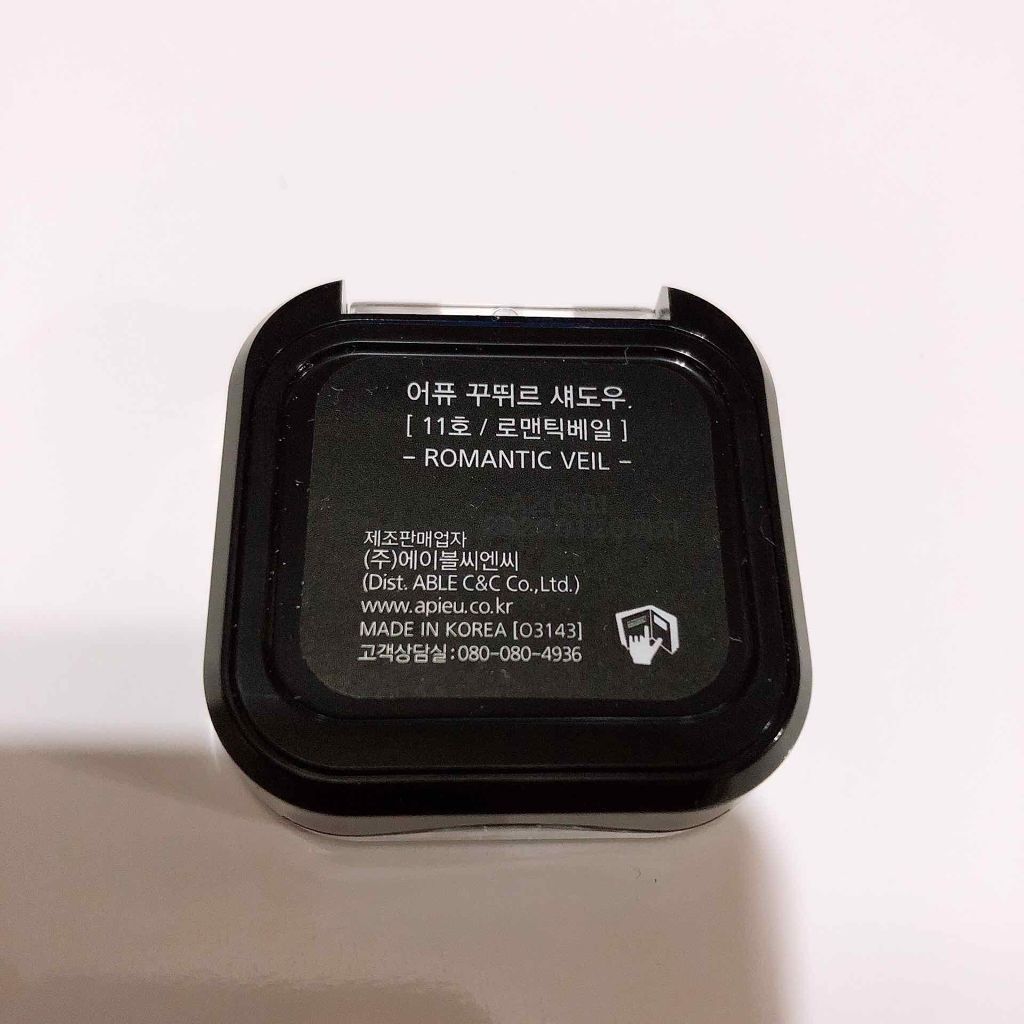 어퓨 꾸뛰르 섀도우.
[ 11호 / 로맨틱베일 ]
– ROMANTIC VEIL –
제조판매업자
(주)에이블씨엔씨
(Dist. ABLE C&C Co.,Ltd.)
www.apieu.co.kr
MADE IN KOREA [O3143]
고객상담실:080-080-4936